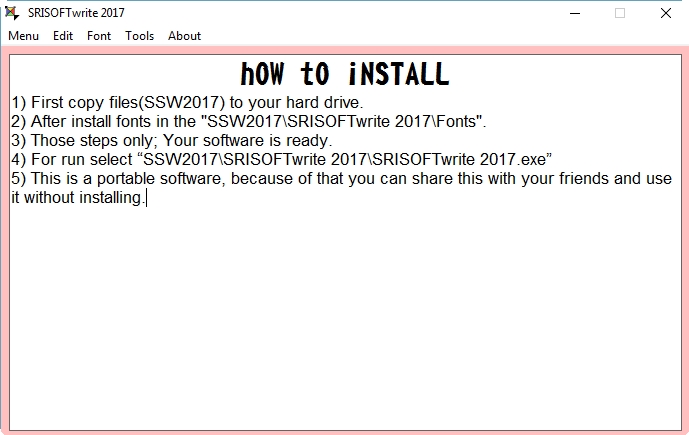 SRISOFTwrite 2017
Menu Edit Font Tools About
hOW tO iNSTALL
1) First copy files(SSW2017) to your hard drive.
2) After install fonts in the "SSW2017\SRISOFTwrite 2017\Fonts".
3) Those steps only; Your software is ready.
4) For run select “SSW2017\SRISOFTwrite 2017\SRISOFTwrite 2017.exe”
5) This is a portable software, because of that you can share this with your friends and use
it without installing.